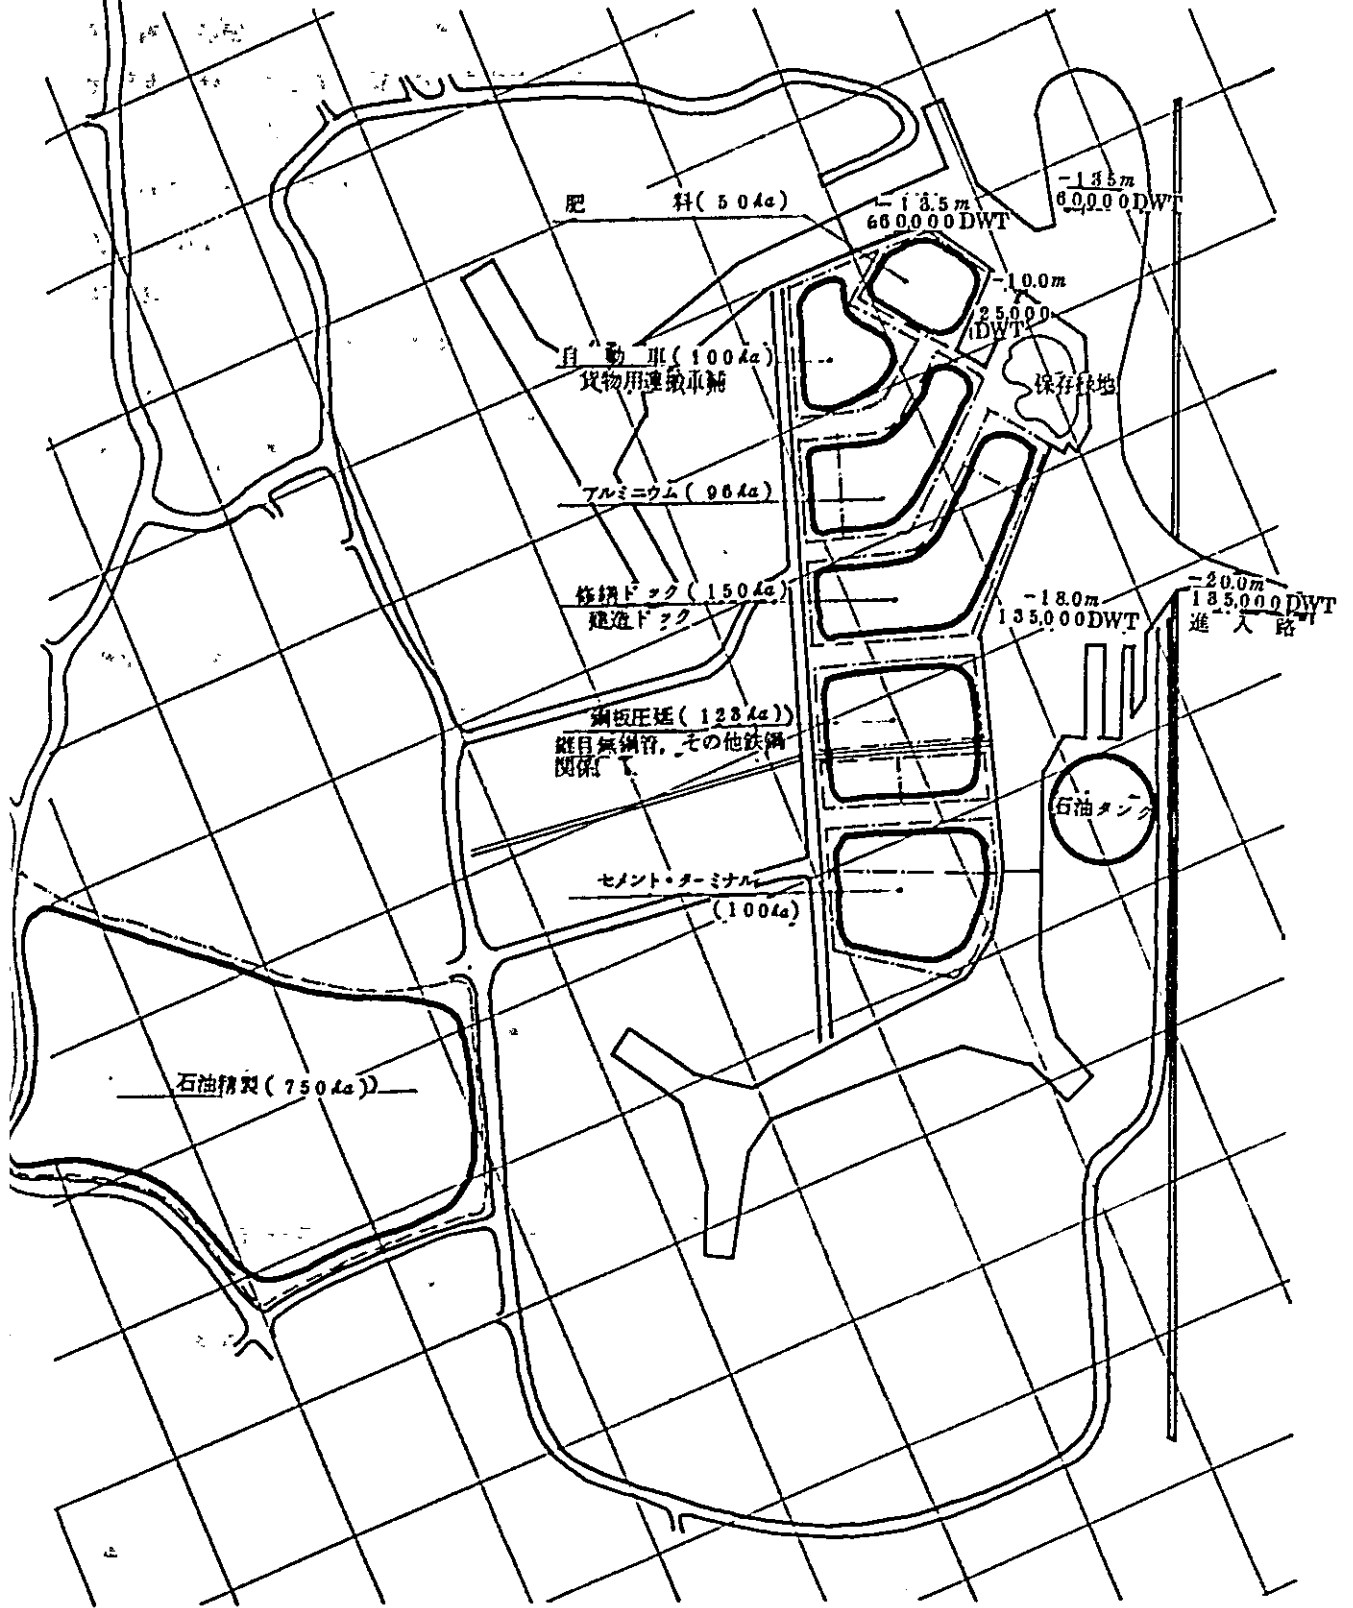 肥 料(50ha)
-13.5m
660,000DWT
-13.5m
60,000DWT
-10.0m
25,000
DWT
自動車(100ha)
貨物用運搬車輛
保存緑地
アルミニウム(96ha)
修繕ドック(150ha)
建造ドック
-18.0m
135,000DWT
-20.0m
135,000DWT
進入路
鋼板圧延(123ha)
継目無鋼管,その他鉄鋼
関係
石油タンク
セメント・ターミナル
(100ha)
石油精製(750ha)